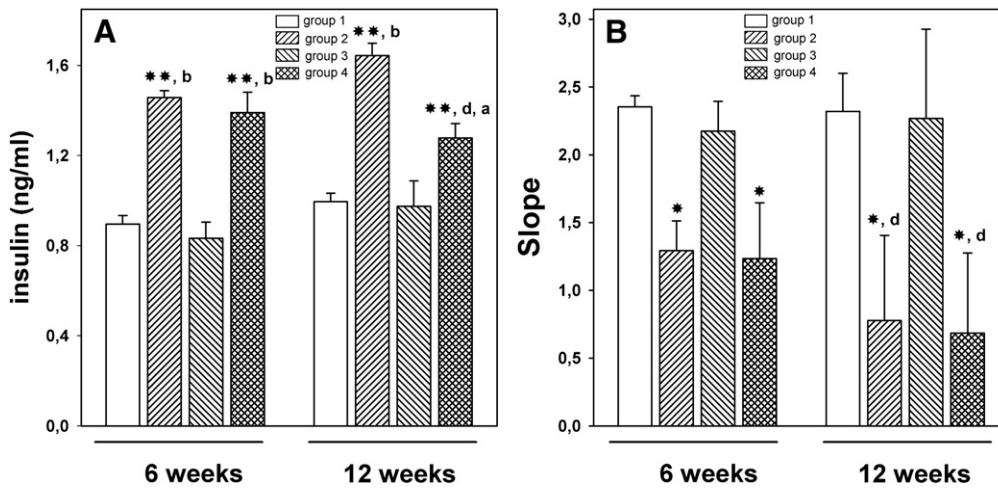 A
group 1
group 2
group 3
group 4
insulin (ng/ml)
1,6
1,2
0,8
0,4
0,0
✷✷, b
✷✷, b
✷✷, b
✷✷, d, a
6 weeks
12 weeks
B
group 1
group 2
group 3
group 4
Slope
3,0
2,5
2,0
1,5
1,0
0,5
0,0
✷
✷
✷, d
✷, d
6 weeks
12 weeks